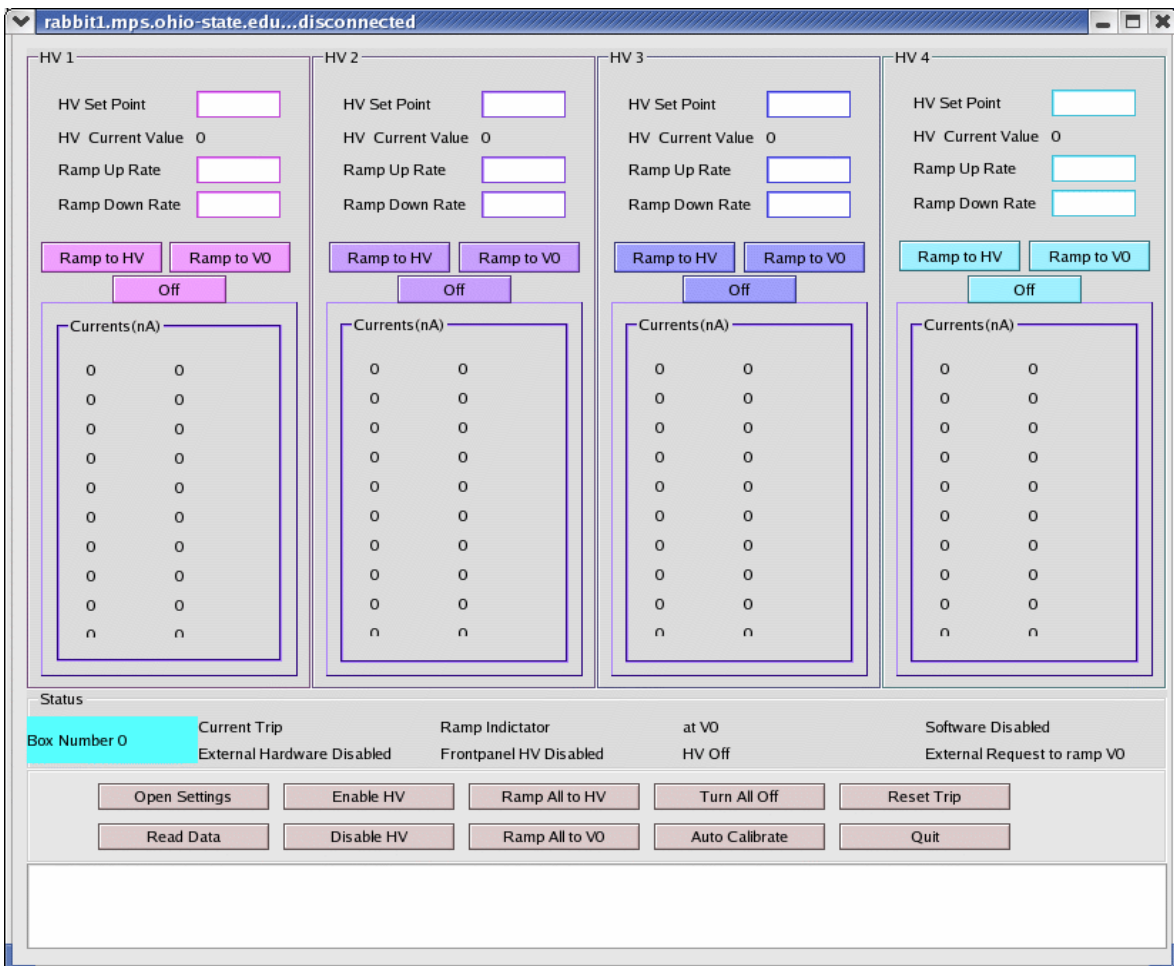 rabbit1.mps.ohio-state.edu...disconnected
HV 1
HV Set Point
HV Current Value 0
Ramp Up Rate
Ramp Down Rate
Ramp to HV Ramp to V0
Off
Currents(nA)
0 0
0 0
0 0
0 0
0 0
0 0
0 0
0 0
0 0
0 0
HV 2
HV Set Point
HV Current Value 0
Ramp Up Rate
Ramp Down Rate
Ramp to HV Ramp to V0
Off
Currents(nA)
0 0
0 0
0 0
0 0
0 0
0 0
0 0
0 0
0 0
0 0
HV 3
HV Set Point
HV Current Value 0
Ramp Up Rate
Ramp Down Rate
Ramp to HV Ramp to V0
Off
Currents(nA)
0 0
0 0
0 0
0 0
0 0
0 0
0 0
0 0
0 0
0 0
HV 4
HV Set Point
HV Current Value 0
Ramp Up Rate
Ramp Down Rate
Ramp to HV Ramp to V0
Off
Currents(nA)
0 0
0 0
0 0
0 0
0 0
0 0
0 0
0 0
0 0
0 0
Status
Box Number 0
Current Trip Ramp Indictator at V0 Software Disabled
External Hardware Disabled Frontpanel HV Disabled HV Off External Request to ramp V0
Open Settings Enable HV Ramp All to HV Turn All Off Reset Trip
Read Data Disable HV Ramp All to V0 Auto Calibrate Quit